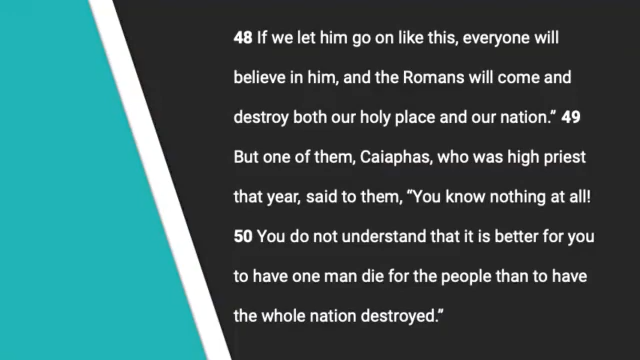 48 If we let him go on like this, everyone will
believe in him, and the Romans will come and
destroy both our holy place and our nation.” 49
But one of them, Caiaphas, who was high priest
that year, said to them, “You know nothing at all!
50 You do not understand that it is better for you
to have one man die for the people than to have
the whole nation destroyed.”